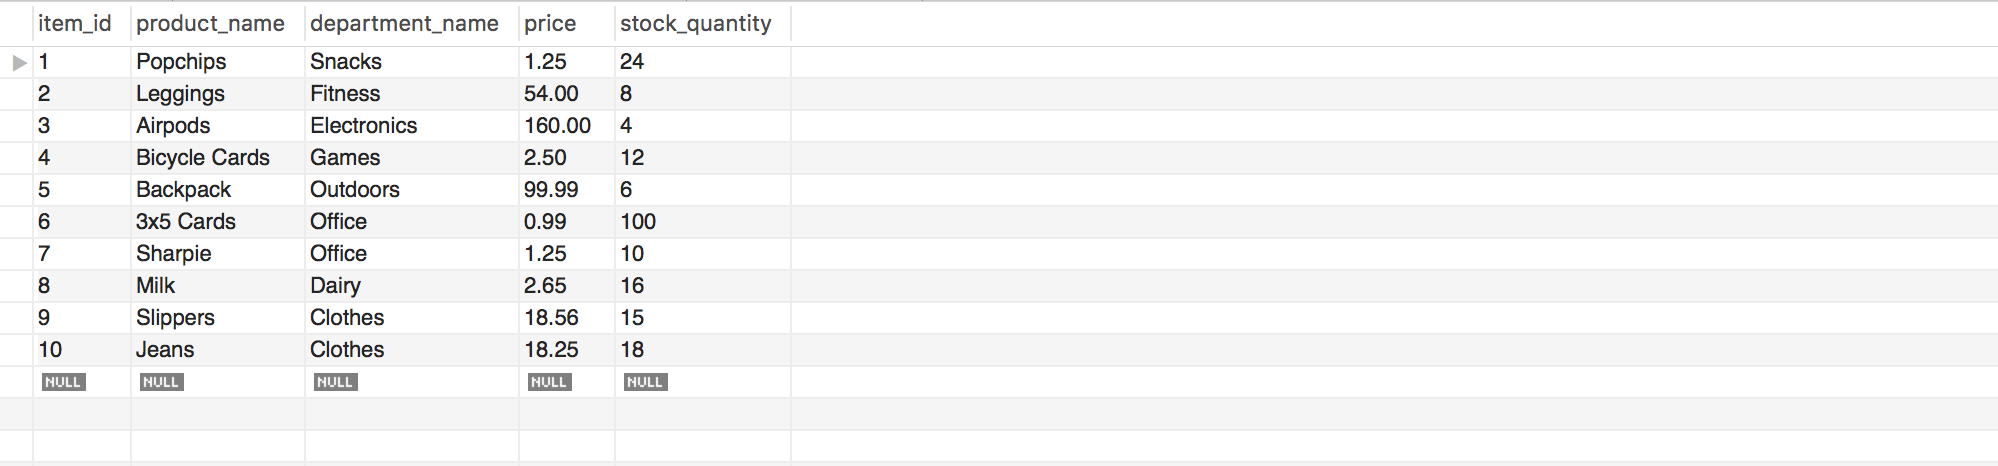 item_id product_name department_name price stock_quantity
1 Popchips Snacks 1.25 24
2 Leggings Fitness 54.00 8
3 Airpods Electronics 160.00 4
4 Bicycle Cards Games 2.50 12
5 Backpack Outdoors 99.99 6
6 3x5 Cards Office 0.99 100
7 Sharpie Office 1.25 10
8 Milk Dairy 2.65 16
9 Slippers Clothes 18.56 15
10 Jeans Clothes 18.25 18
NULL NULL NULL NULL NULL